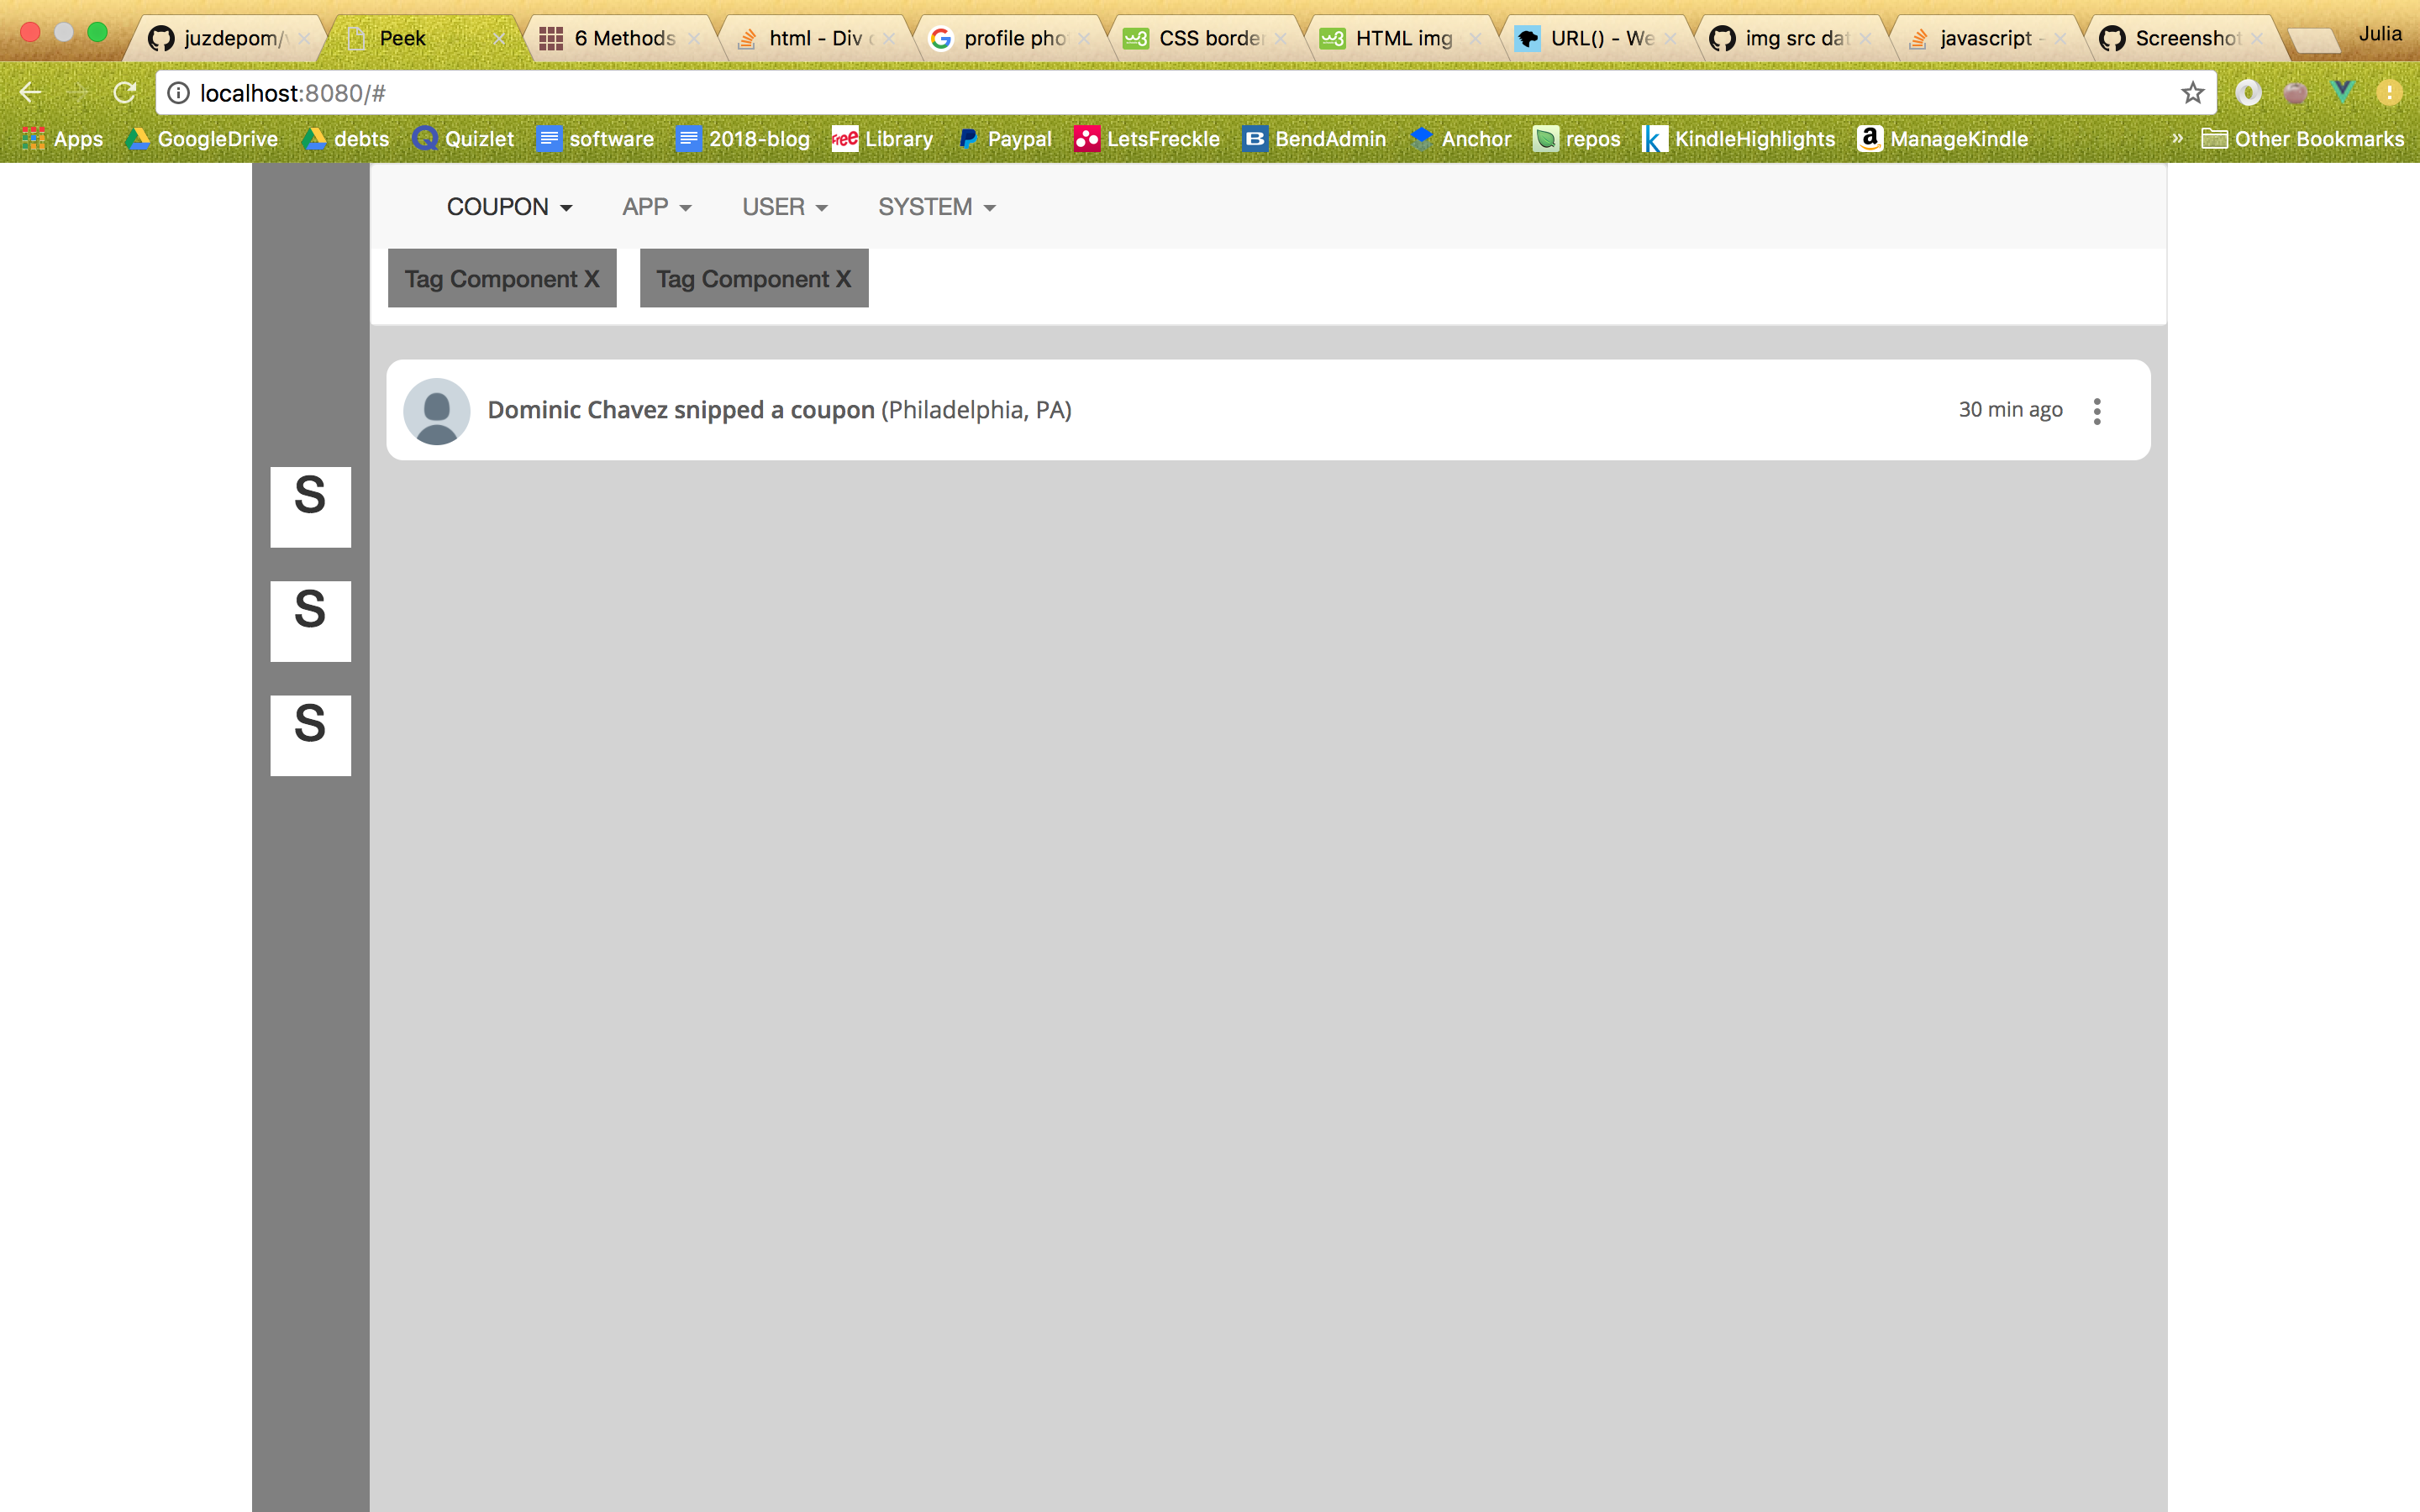 juzdepom/ Peek 6 Methods html - Div profile pho CSS border HTML img URL() - We img src dat javascript - Screenshot Julia
localhost:8080/#
Apps GoogleDrive debts Quizlet software 2018-blog FREE Library Paypal LetsFreckle B BendAdmin Anchor repos k KindleHighlights a ManageKindle » Other Bookmarks
COUPON APP USER SYSTEM
Tag Component X Tag Component X
Dominic Chavez snipped a coupon (Philadelphia, PA) 30 min ago
S
S
S